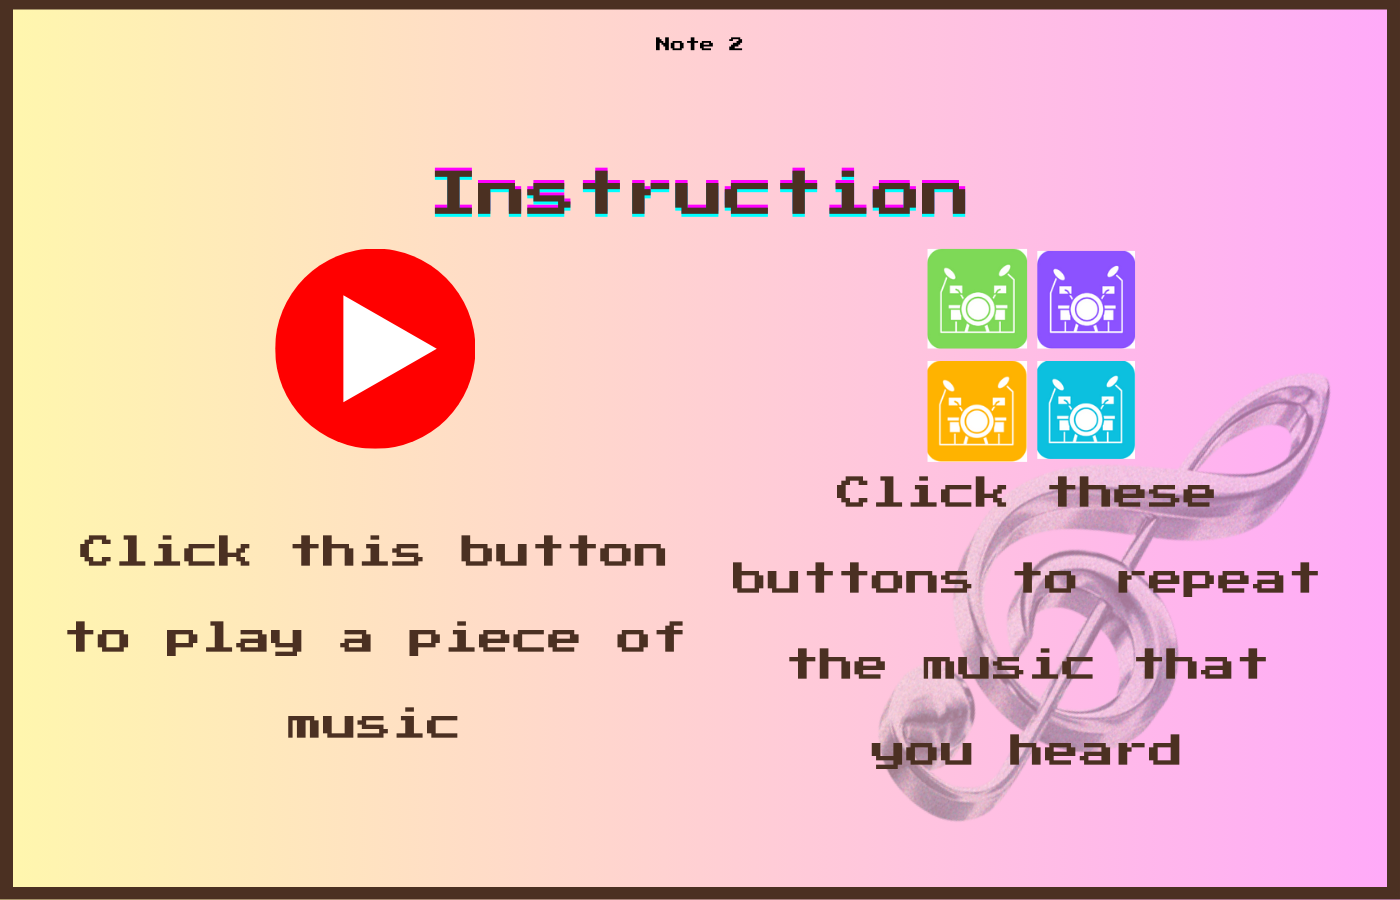 Note 2
Instruction
Click this button
to play a piece of
music
Click these
buttons to repeat
the music that
you heard